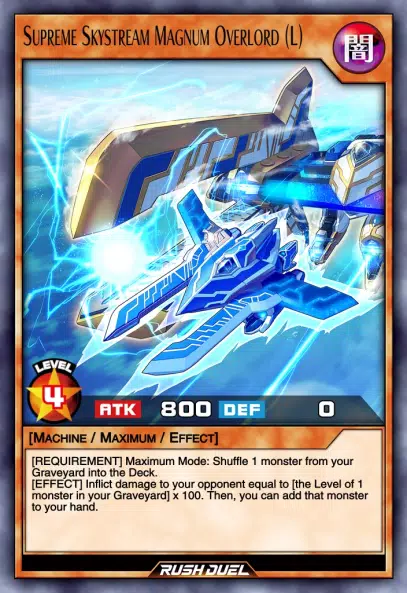 Supreme Skystream Magnum Overlord (L)
闇
LEVEL
4
ATK 800 DEF 0
[Machine / Maximum / Effect]
[REQUIREMENT] Maximum Mode: Shuffle 1 monster from your
Graveyard into the Deck.
[EFFECT] Inflict damage to your opponent equal to [the Level of 1
monster in your Graveyard] x 100. Then, you can add that monster
to your hand.
RUSH DUEL